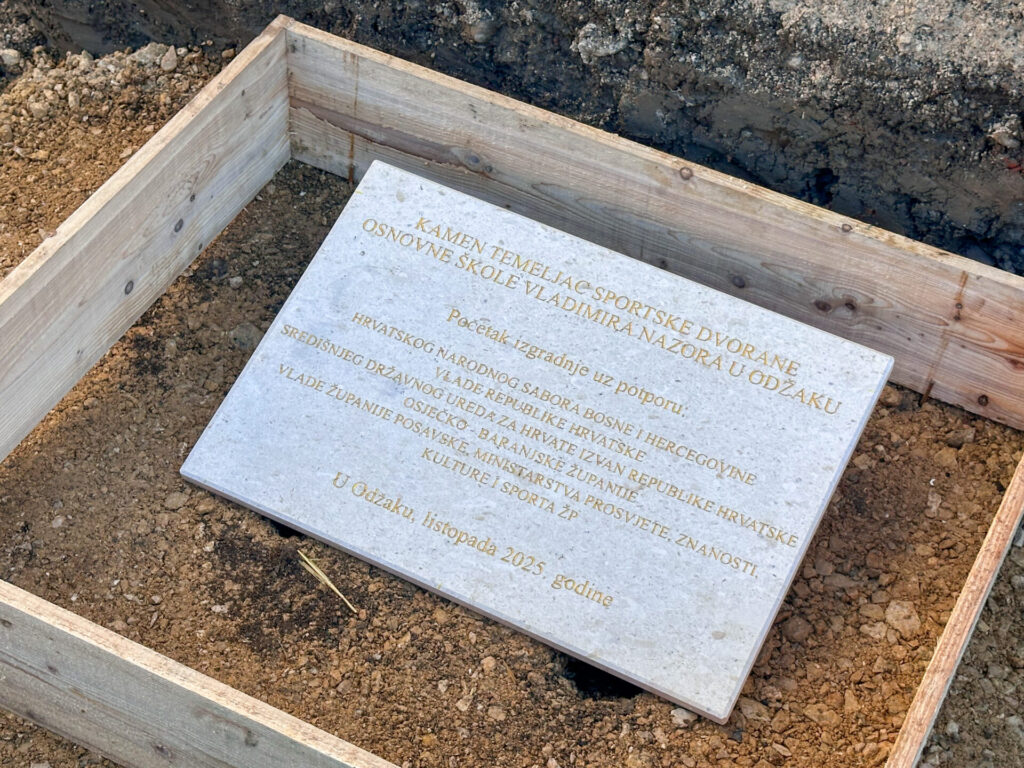 KAMEN TEMELJAC SPORTSKE DVORANE
OSNOVNE ŠKOLE VLADIMIRA NAZORA U ODŽAKU
Početak izgradnje uz potporu:
HRVATSKOG NARODNOG SABORA BOSNE I HERCEGOVINE
VLADE REPUBLIKE HRVATSKE
SREDIŠNJEG DRŽAVNOG UREDA ZA HRVATE IZVAN REPUBLIKE HRVATSKE
OSJEČKO - BARANJSKE ŽUPANIJE
VLADE ŽUPANIJE POSAVSKE, MINISTARSTVA PROSVJETE, ZNANOSTI,
KULTURE I SPORTA ŽP
U Odžaku, listopada 2025. godine